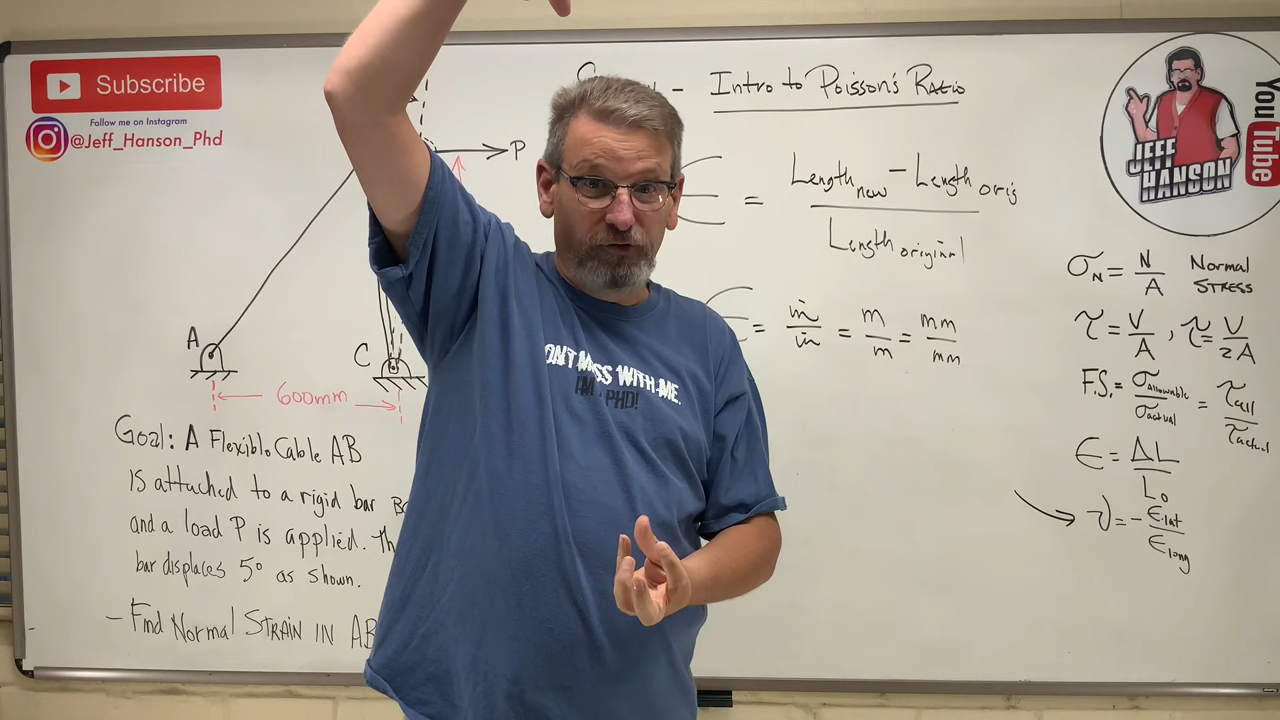 Subscribe
Follow me on Instagram
@Jeff_Hanson_Phd
- Intro to Poisson's Ratio
P
A
C
600mm
Goal: A Flexible Cable AB
is attached to a rigid bar
and a load P is applied.
bar displaces 5° as shown.
- Find Normal STRAIN IN AB
= Length new - Length orig
Length original
= in/in = m/m = mm/mm
ONT MESS WITH ME.
PHD!
JEFF
HANSON
YouTube
σN = N/A Normal STRESS
τ = V/A , τ = V/2A
F.S. = σAllowable/σactual = τall/τactual
ϵ = ΔL/Lo
ν = - ϵlat/ϵlong